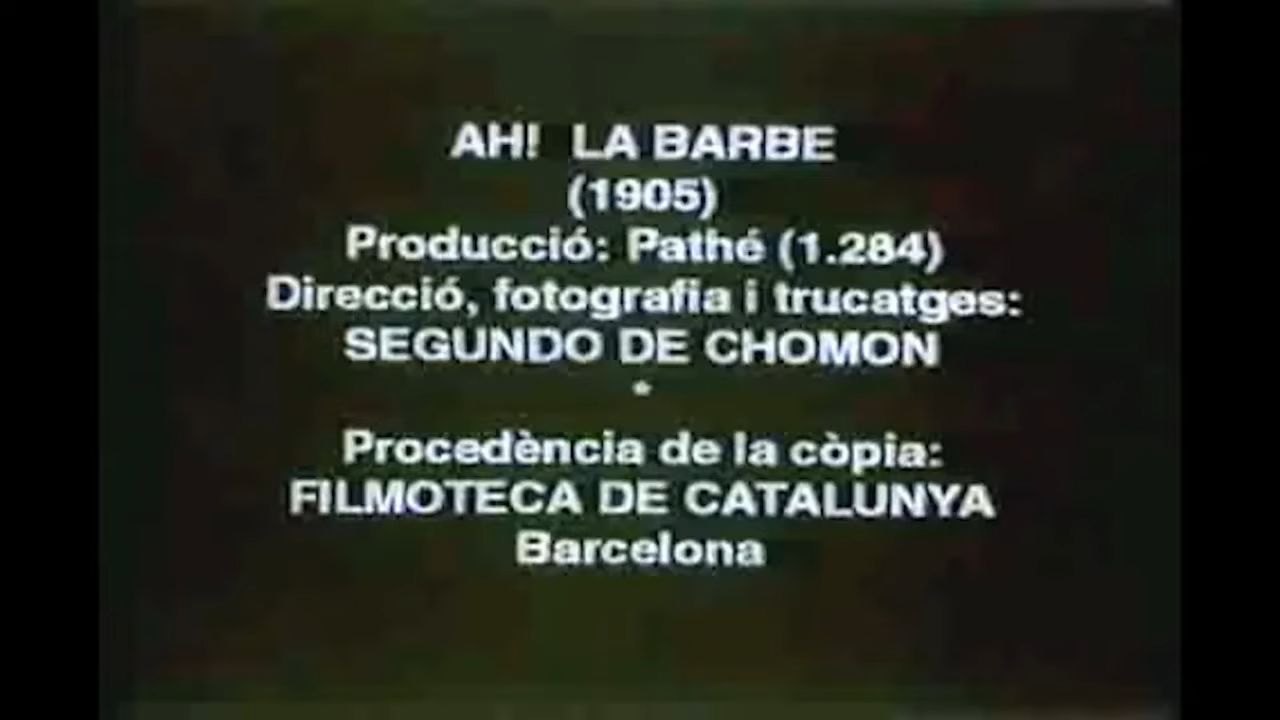 AH! LA BARBE
(1905)
Producció: Pathé (1.284)
Direcció, fotografia i trucatges:
SEGUNDO DE CHOMON
*
Procedència de la còpia:
FILMOTECA DE CATALUNYA
Barcelona